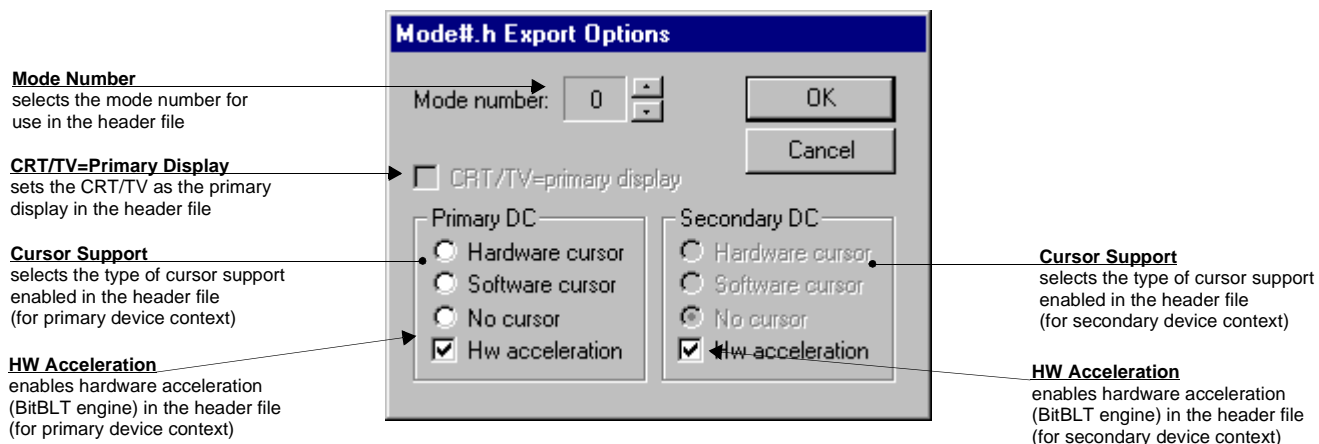 Mode#.h Export Options
Mode Number
selects the mode number for
use in the header file
Mode number:
0
OK
Cancel
CRT/TV=Primary Display
sets the CRT/TV as the primary
display in the header file
CRT/TV=primary display
Primary DC
Hardware cursor
Software cursor
No cursor
Hw acceleration
Secondary DC
Hardware cursor
Software cursor
No cursor
Hw acceleration
Cursor Support
selects the type of cursor support
enabled in the header file
(for primary device context)
HW Acceleration
enables hardware acceleration
(BitBLT engine) in the header file
(for primary device context)
Cursor Support
selects the type of cursor support
enabled in the header file
(for secondary device context)
HW Acceleration
enables hardware acceleration
(BitBLT engine) in the header file
(for secondary device context)